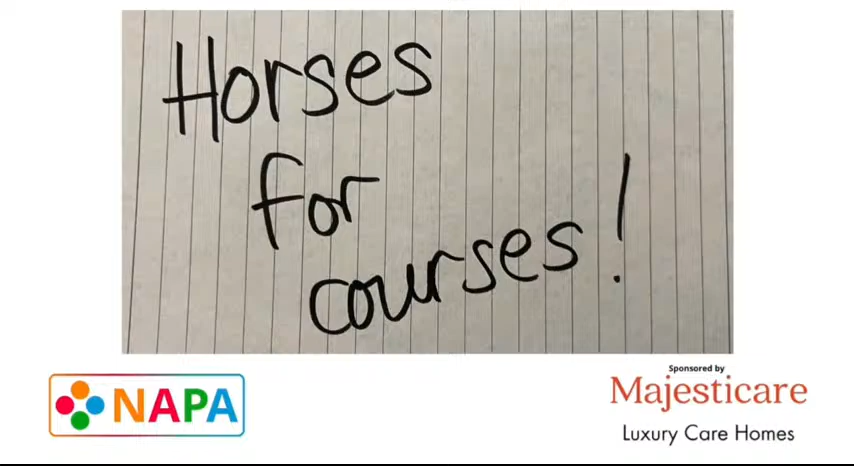 Horses
for
courses!
NAPA
Sponsored by
Majesticare
Luxury Care Homes